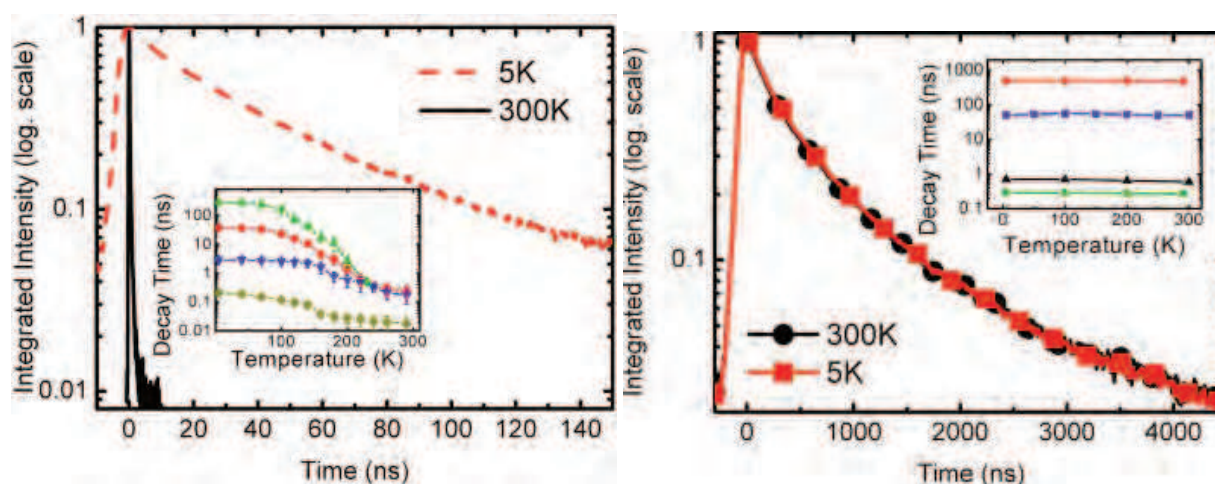 Integrated Intensity (log. scale)
1
0.1
0.01
5K
300K
Decay Time (ns)
100
10
1
0.1
0.01
100 200 300
Temperature (K)
0 20 40 60 80 100 120 140
Time (ns)
Integrated Intensity (log. scale)
1
0.1
Decay Time (ns)
1000
100
10
1
0.1
0 100 200 300
Temperature (K)
300K
5K
0 1000 2000 3000 4000
Time (ns)